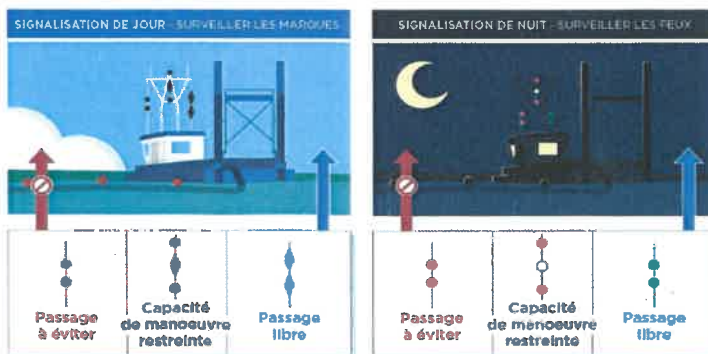 SIGNALISATION DE JOUR - SURVEILLER LES MARQUES
Passage
à éviter
Capacité
de manoeuvre
restreinte
Passage
libre
SIGNALISATION DE NUIT - SURVEILLER LES FEUX
Passage
à éviter
Capacité
de manoeuvre
restreinte
Passage
libre